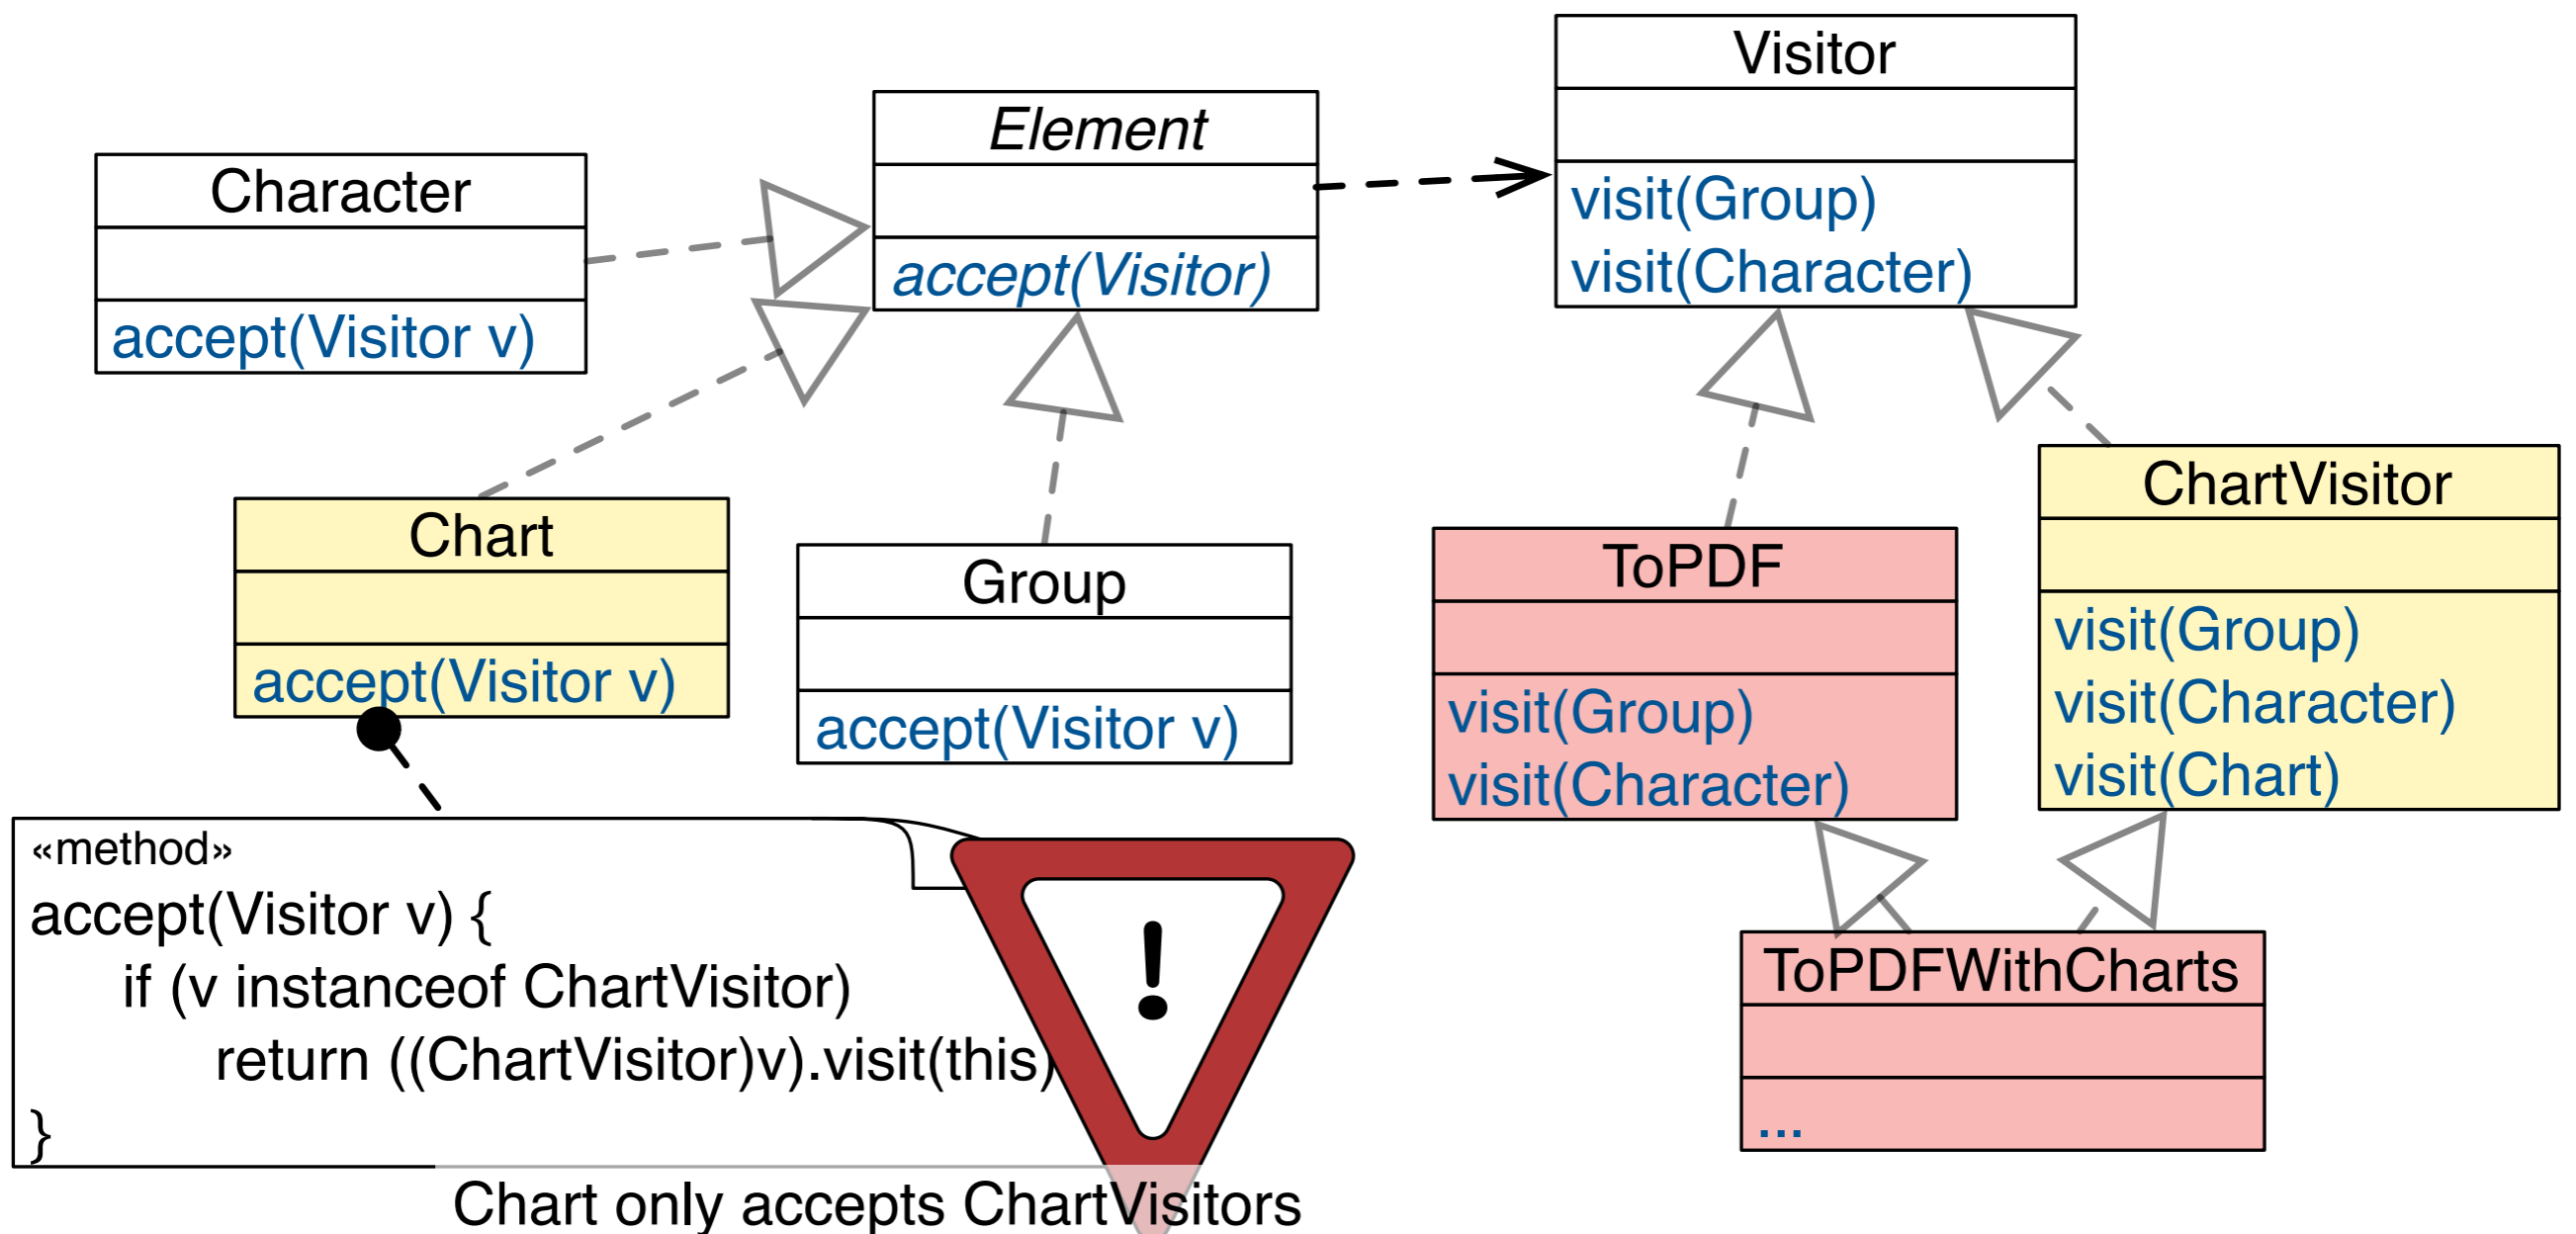 Visitor
visit(Group)
visit(Character)
Element
accept(Visitor)
Character
accept(Visitor v)
Chart
accept(Visitor v)
Group
accept(Visitor v)
ToPDF
visit(Group)
visit(Character)
ChartVisitor
visit(Group)
visit(Character)
visit(Chart)
«method»
accept(Visitor v) {
if (v instanceof ChartVisitor)
return ((ChartVisitor)v).visit(this)
}
!
ToPDFWithCharts
...
Chart only accepts ChartVisitors